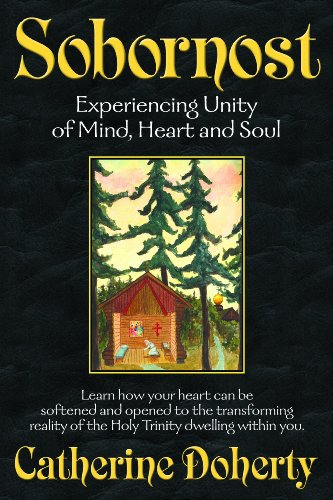 Sobornost
Experiencing Unity
of Mind, Heart and Soul
Learn how your heart can be
softened and opened to the transforming
reality of the Holy Trinity dwelling within you.
Catherine Doherty